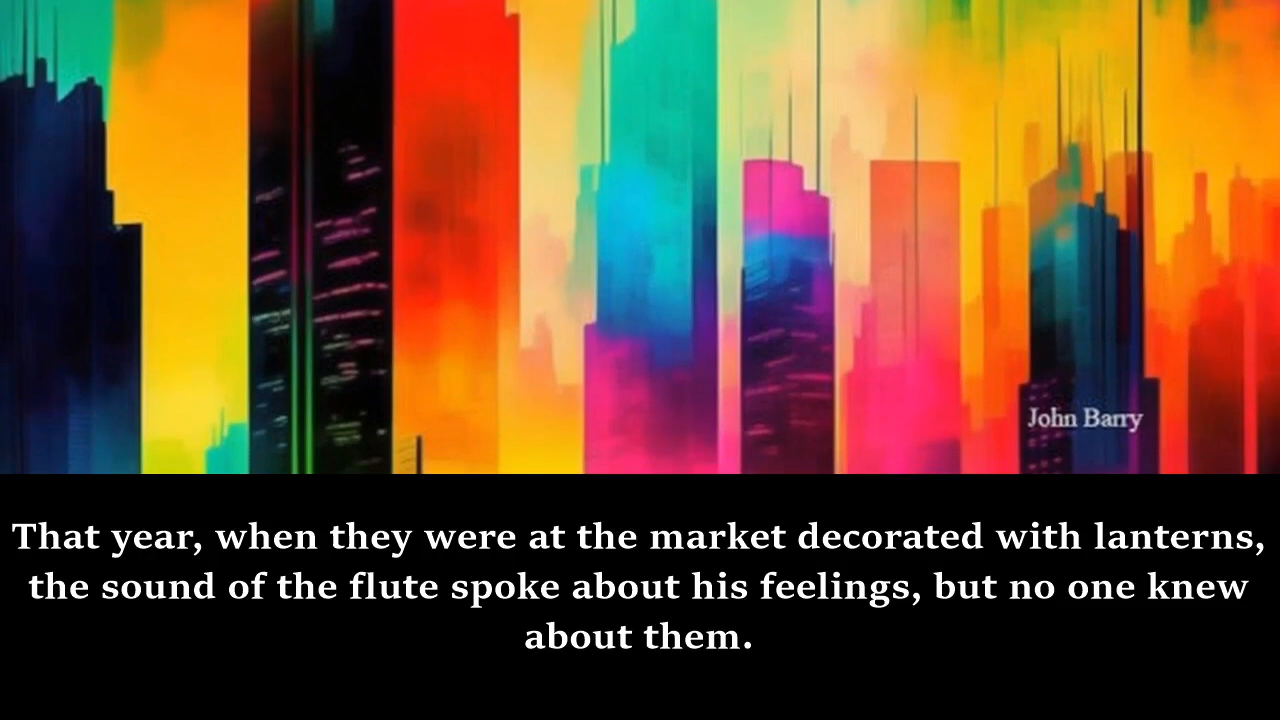 John Barry
That year, when they were at the market decorated with lanterns,
the sound of the flute spoke about his feelings, but no one knew
about them.